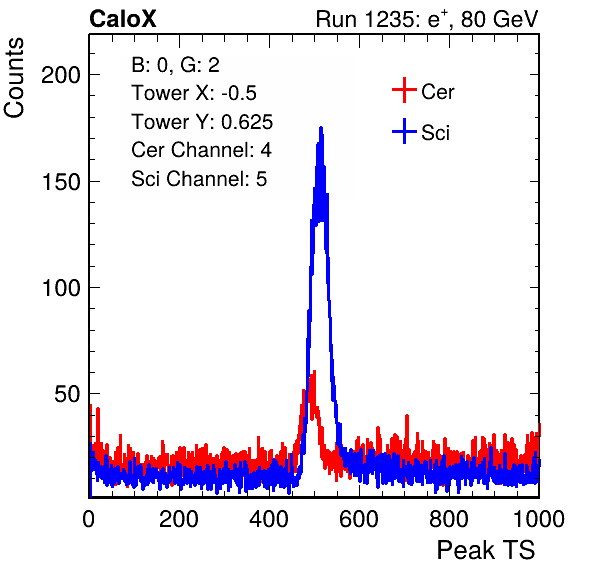 CaloX
Run 1235: e⁺, 80 GeV
B: 0, G: 2
Tower X: -0.5
Tower Y: 0.625
Cer Channel: 4
Sci Channel: 5
Cer
Sci
Counts
200
150
100
50
0 200 400 600 800 1000
Peak TS